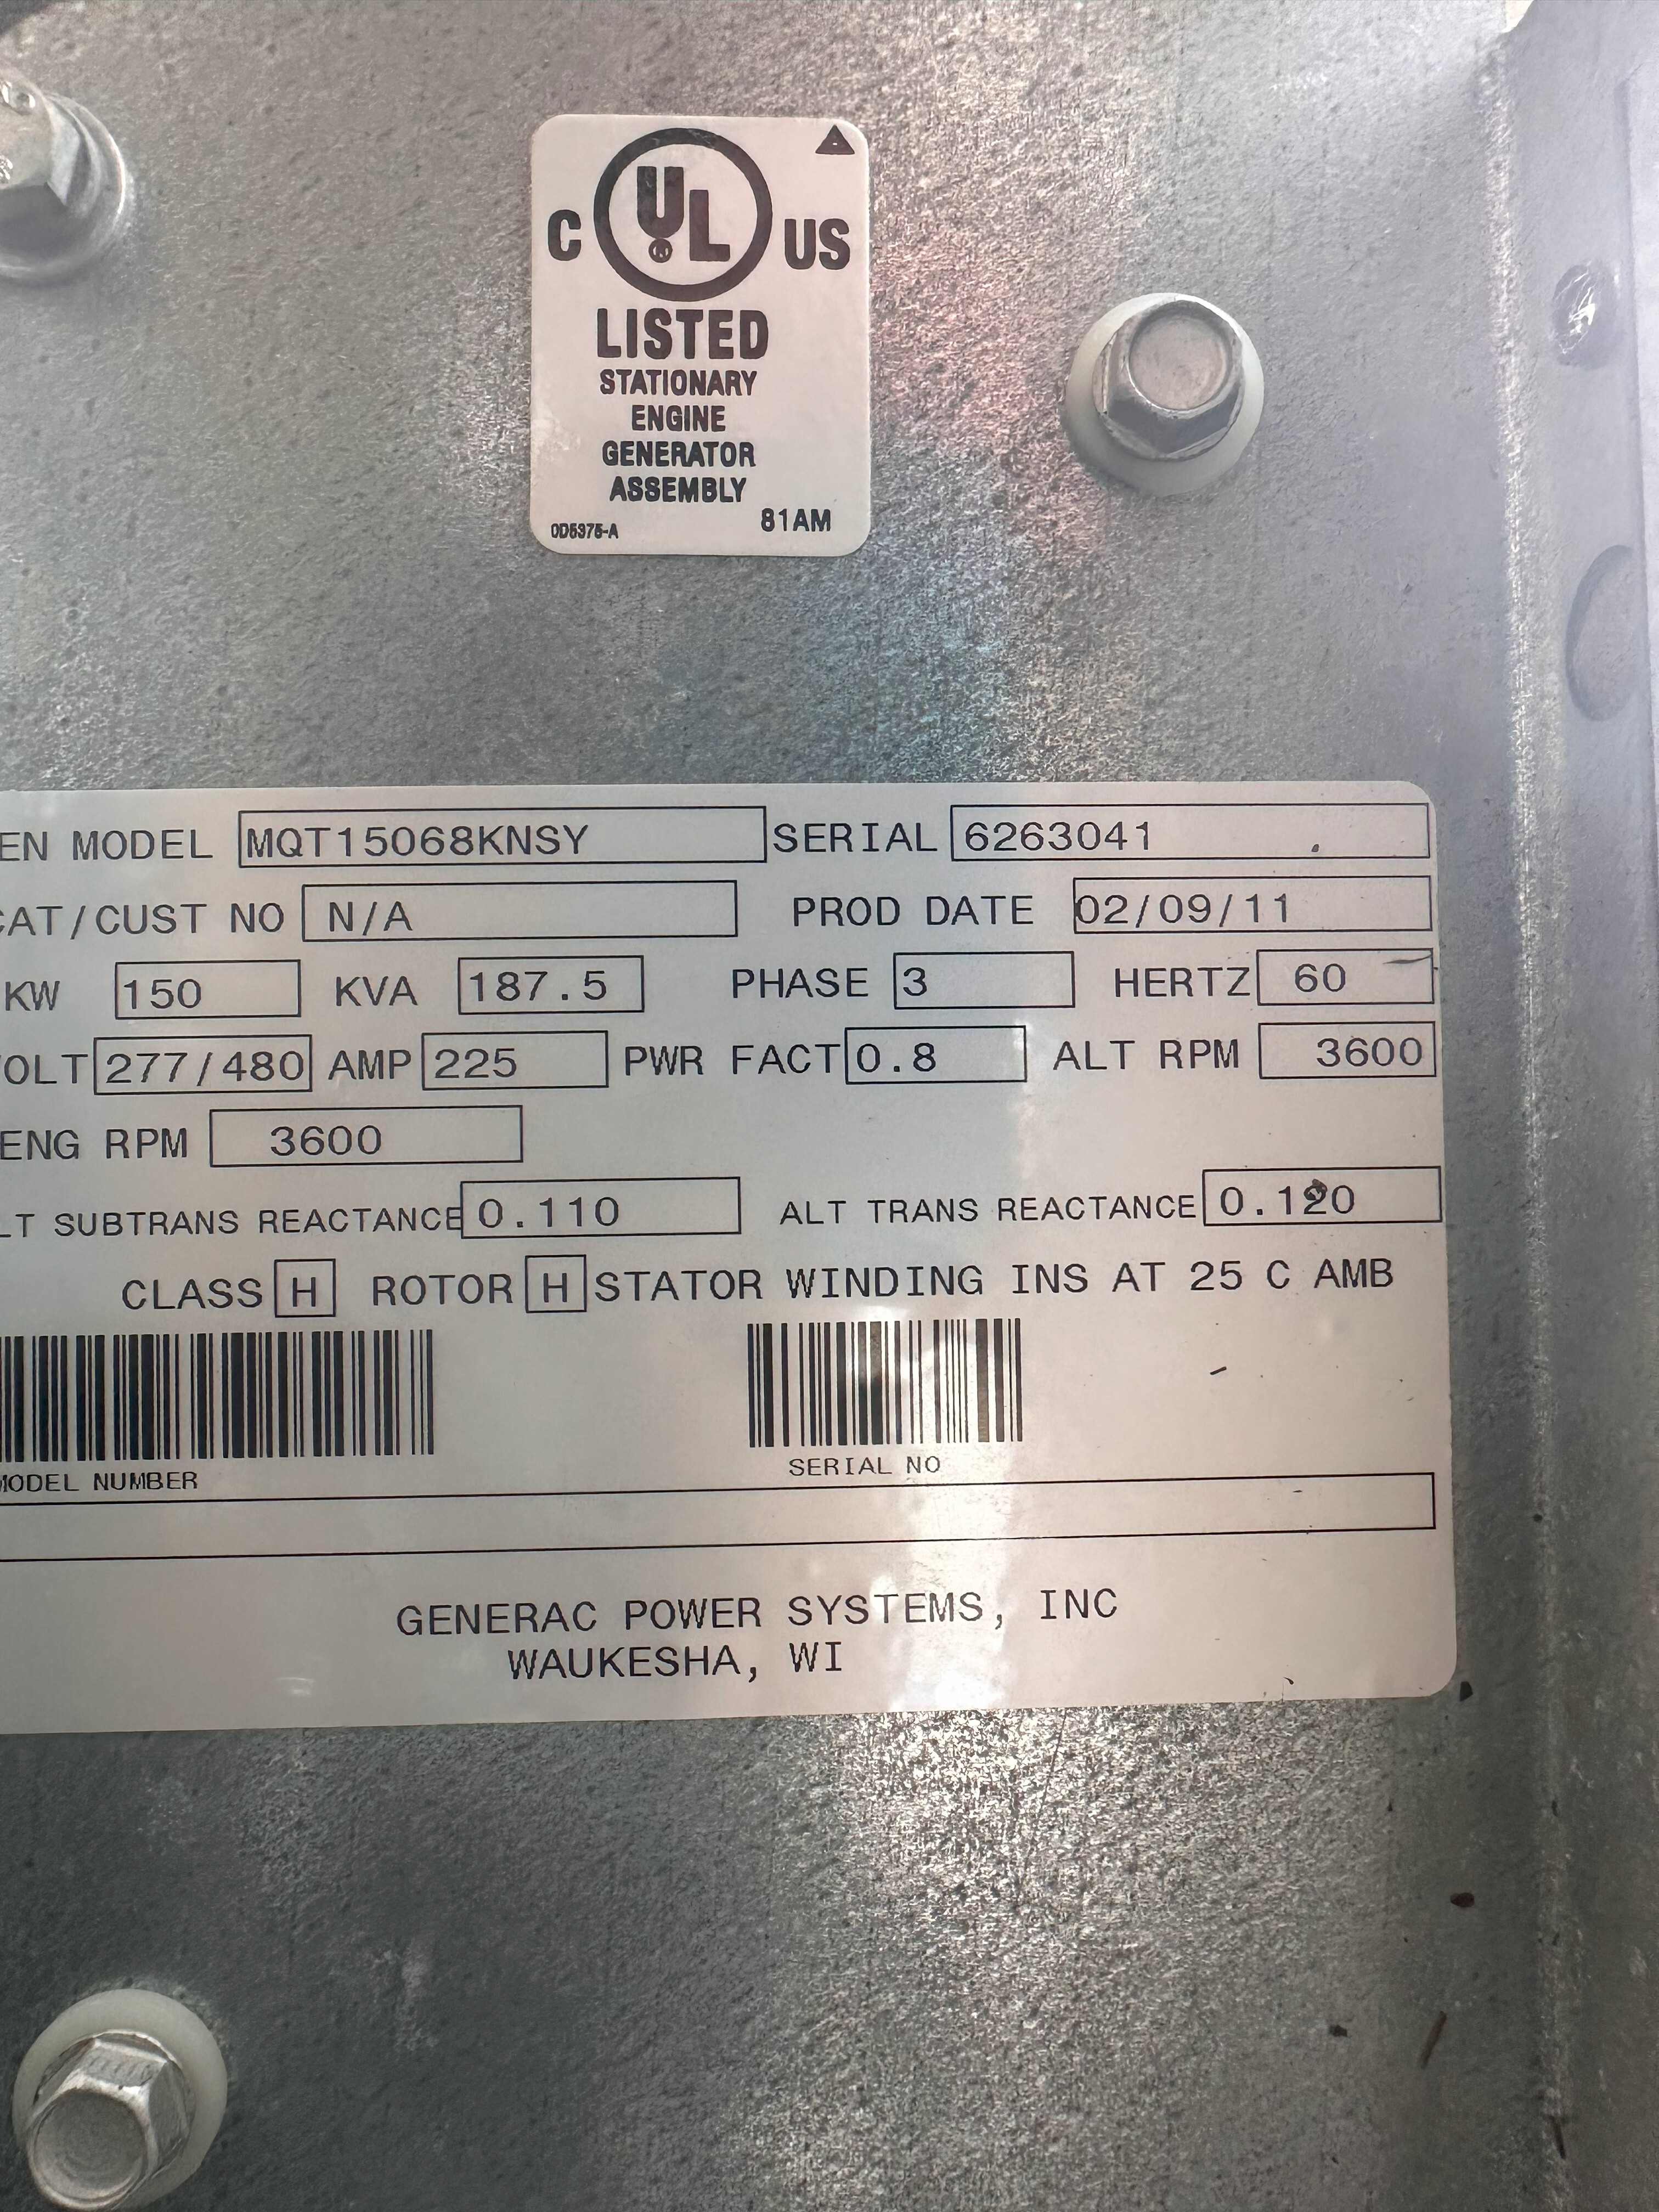 C UL US
LISTED
STATIONARY
ENGINE
GENERATOR
ASSEMBLY
81AM
0D5375-A
EN MODEL MQT15068KNSY SERIAL 6263041
CAT/CUST NO N/A PROD DATE 02/09/11
KW 150 KVA 187.5 PHASE 3 HERTZ 60
VOLT 277/480 AMP 225 PWR FACT 0.8 ALT RPM 3600
ENG RPM 3600
LT SUBTRANS REACTANCE 0.110 ALT TRANS REACTANCE 0.120
CLASS H ROTOR H STATOR WINDING INS AT 25 C AMB
MODEL NUMBER SERIAL NO
GENERAC POWER SYSTEMS, INC
WAUKESHA, WI